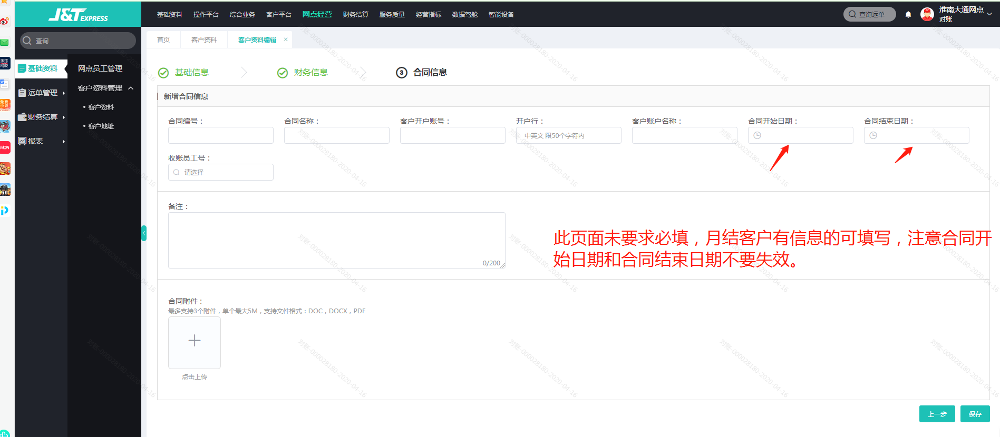 J&T EXPRESS
基础资料 操作平台 综合业务 客户平台 网点经营 财务结算 服务质量 经营指标 数据驾舱 智能设备
查询运单
淮南大通网点
对账
查询
首页 客户资料 客户资料编辑
基础资料
运单管理
财务结算
报表
网点员工管理
客户资料管理
客户资料
客户地址
基础信息 财务信息 3 合同信息
新增合同信息
合同编号： 合同名称： 客户开户账号： 开户行： 客户账户名称： 合同开始日期： 合同结束日期：
中英文 限50个字符内
收账员工号：
请选择
备注：
0/200
此页面未要求必填，月结客户有信息的可填写，注意合同开
始日期和合同结束日期不要失效。
合同附件：
最多支持3个附件，单个最大5M，支持文件格式：DOC，DOCX，PDF
点击上传
上一步 保存
对账-000028180-2020-04-16